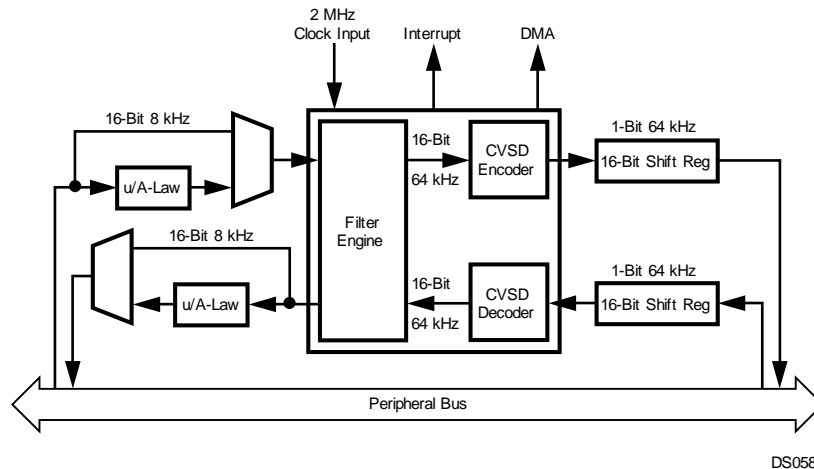 2 MHz
Clock Input
Interrupt
DMA
16-Bit 8 kHz
u/A-Law
16-Bit 8 kHz
u/A-Law
Filter
Engine
16-Bit
64 kHz
CVSD
Encoder
1-Bit 64 kHz
16-Bit Shift Reg
16-Bit
64 kHz
CVSD
Decoder
1-Bit 64 kHz
16-Bit Shift Reg
Peripheral Bus
DS058